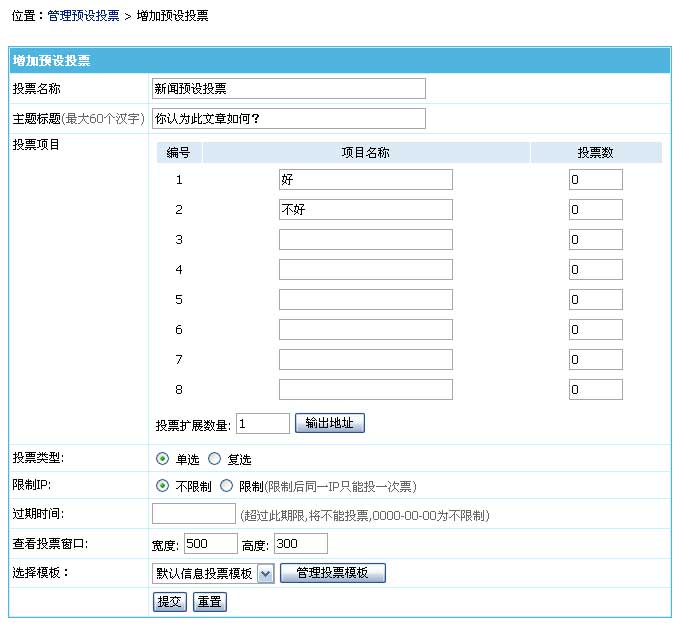 位置：管理预设投票 > 增加预设投票
增加预设投票
投票名称 新闻预设投票
主题标题(最大60个汉字) 你认为此文章如何?
投票项目 编号 项目名称 投票数
1 好 0
2 不好 0
3 0
4 0
5 0
6 0
7 0
8 0
投票扩展数量: 1 输出地址
投票类型: 单选 复选
限制IP: 不限制 限制(限制后同一IP只能投一次票)
过期时间: (超过此期限,将不能投票,0000-00-00为不限制)
查看投票窗口: 宽度: 500 高度: 300
选择模板： 默认信息投票模板 管理投票模板
提交 重置